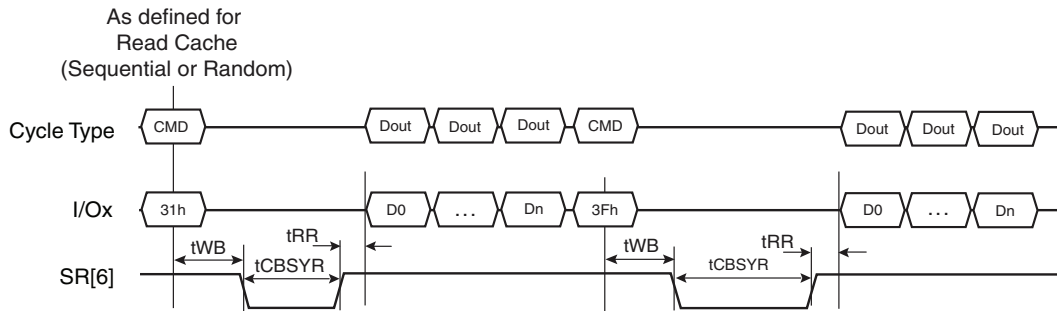 As defined for
Read Cache
(Sequential or Random)
Cycle Type CMD Dout Dout Dout CMD Dout Dout Dout
I/Ox 31h D0 ... Dn 3Fh D0 ... Dn
tWB tRR tWB tRR
tCBSYR tCBSYR
SR[6]